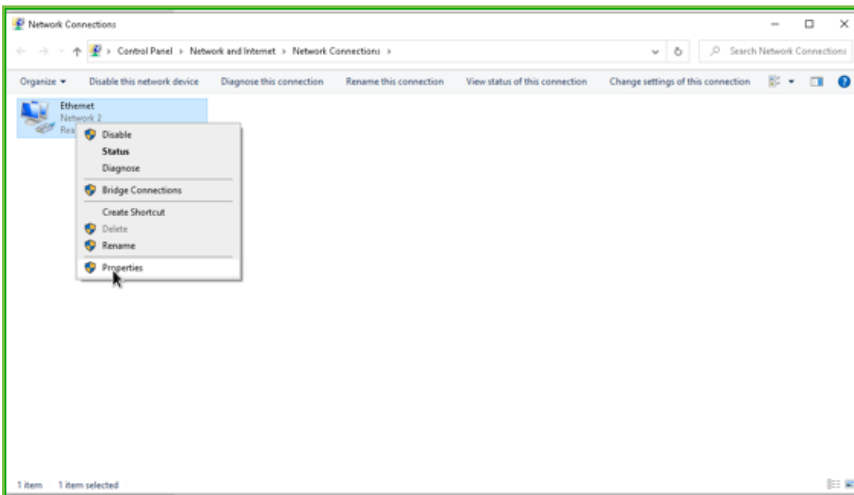 Network Connections
Control Panel › Network and Internet › Network Connections ›
Search Network Connections
Organize Disable this network device Diagnose this connection Rename this connection View status of this connection Change settings of this connection
Ethernet
Network 2
Rea
Disable
Status
Diagnose
Bridge Connections
Create Shortcut
Delete
Rename
Properties
1 item 1 item selected